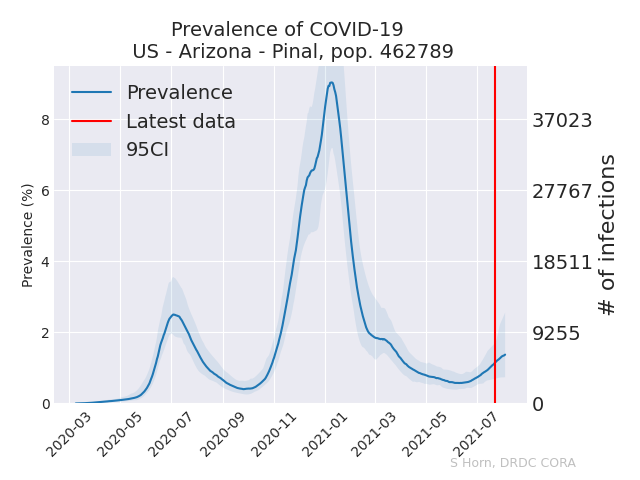 Prevalence of COVID-19
US - Arizona - Pinal, pop. 462789
Prevalence
Latest data
95CI
Prevalence (%)
8
6
4
2
0
37023
27767
18511
9255
0
# of infections
2020-03
2020-05
2020-07
2020-09
2020-11
2021-01
2021-03
2021-05
2021-07
S Horn, DRDC CORA